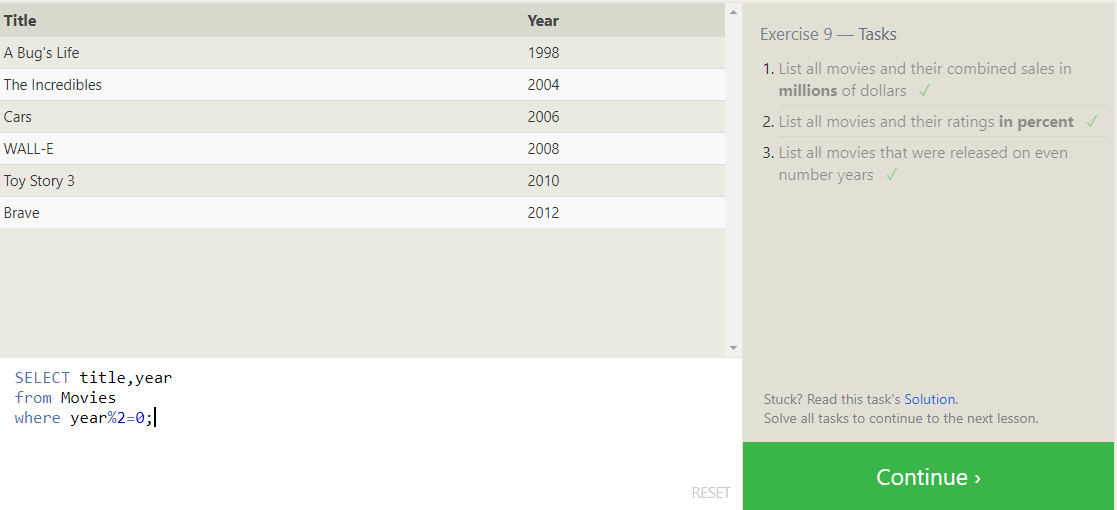 Title Year
A Bug's Life 1998
The Incredibles 2004
Cars 2006
WALL-E 2008
Toy Story 3 2010
Brave 2012
SELECT title,year
from Movies
where year%2=0;
RESET
Exercise 9 — Tasks
1. List all movies and their combined sales in
millions of dollars ✓
2. List all movies and their ratings in percent ✓
3. List all movies that were released on even
number years ✓
Stuck? Read this task's Solution.
Solve all tasks to continue to the next lesson.
Continue ›